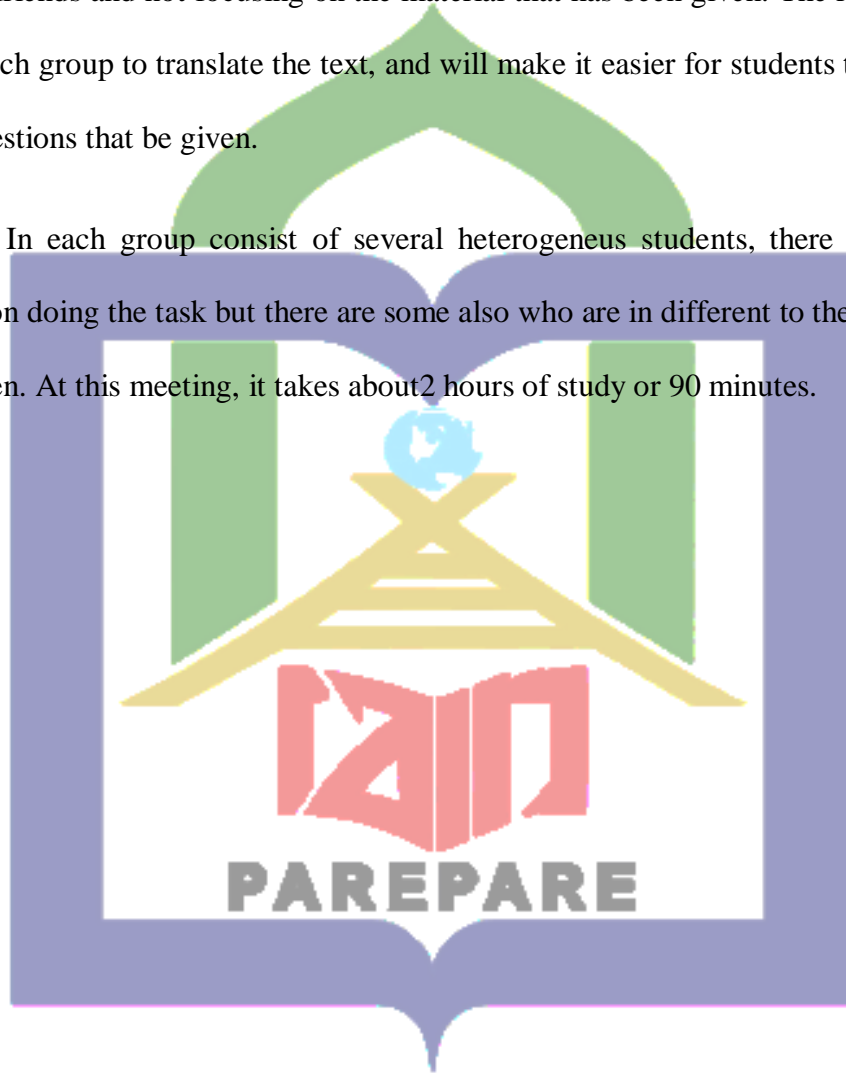 friends and not focusing on the material that has been given. The
ch group to translate the text, and will make it easier for students
estions that be given.
In each group consist of several heterogeneus students, there
on doing the task but there are some also who are in different to the
en. At this meeting, it takes about2 hours of study or 90 minutes.
iain
PAREPARE